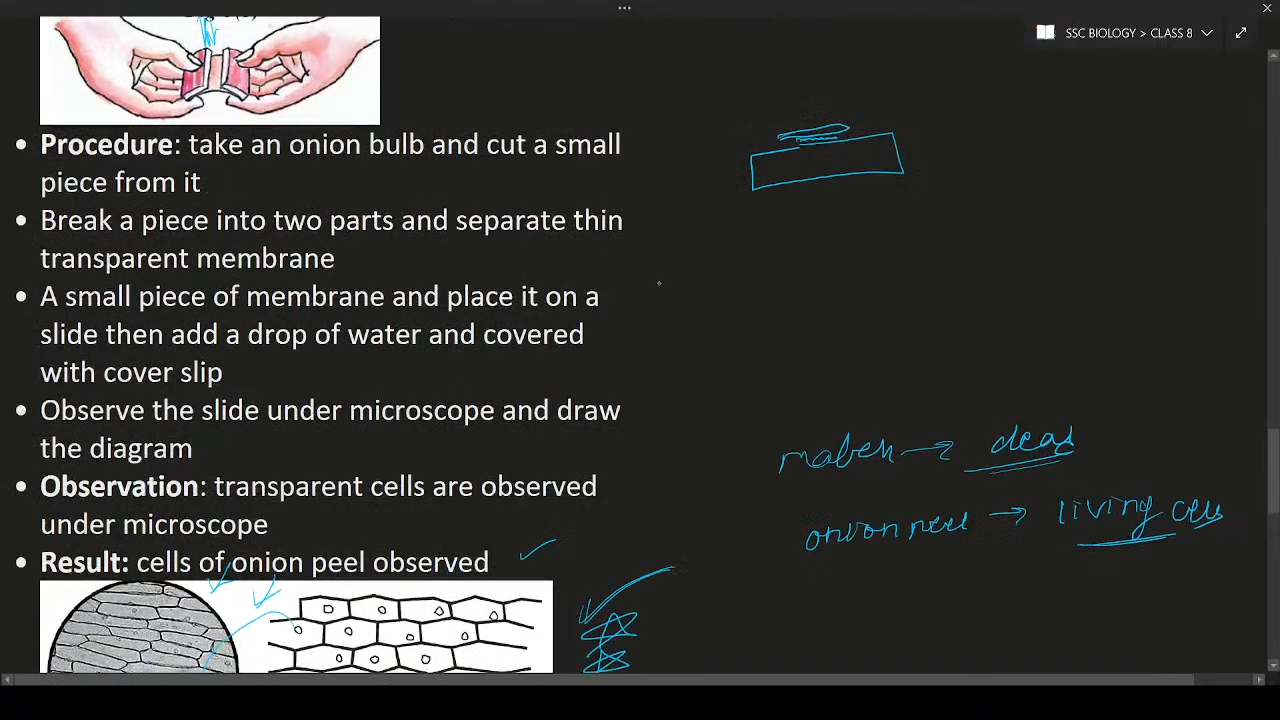 SSC BIOLOGY > CLASS 8
• Procedure: take an onion bulb and cut a small
piece from it
• Break a piece into two parts and separate thin
transparent membrane
• A small piece of membrane and place it on a
slide then add a drop of water and covered
with cover slip
• Observe the slide under microscope and draw
the diagram
• Observation: transparent cells are observed
under microscope
• Result: cells of onion peel observed
→ dead
onion peel → living cells